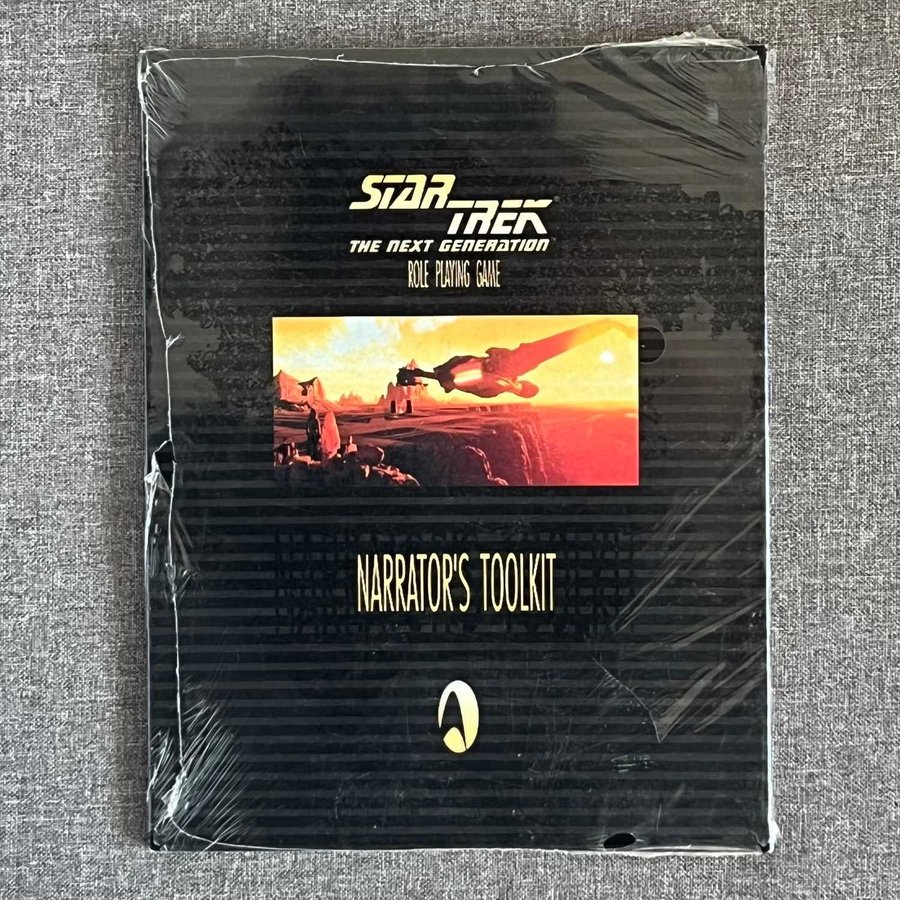 STAR
TREK
THE NEXT GENERATION
ROLE PLAYING GAME
NARRATOR'S TOOLKIT